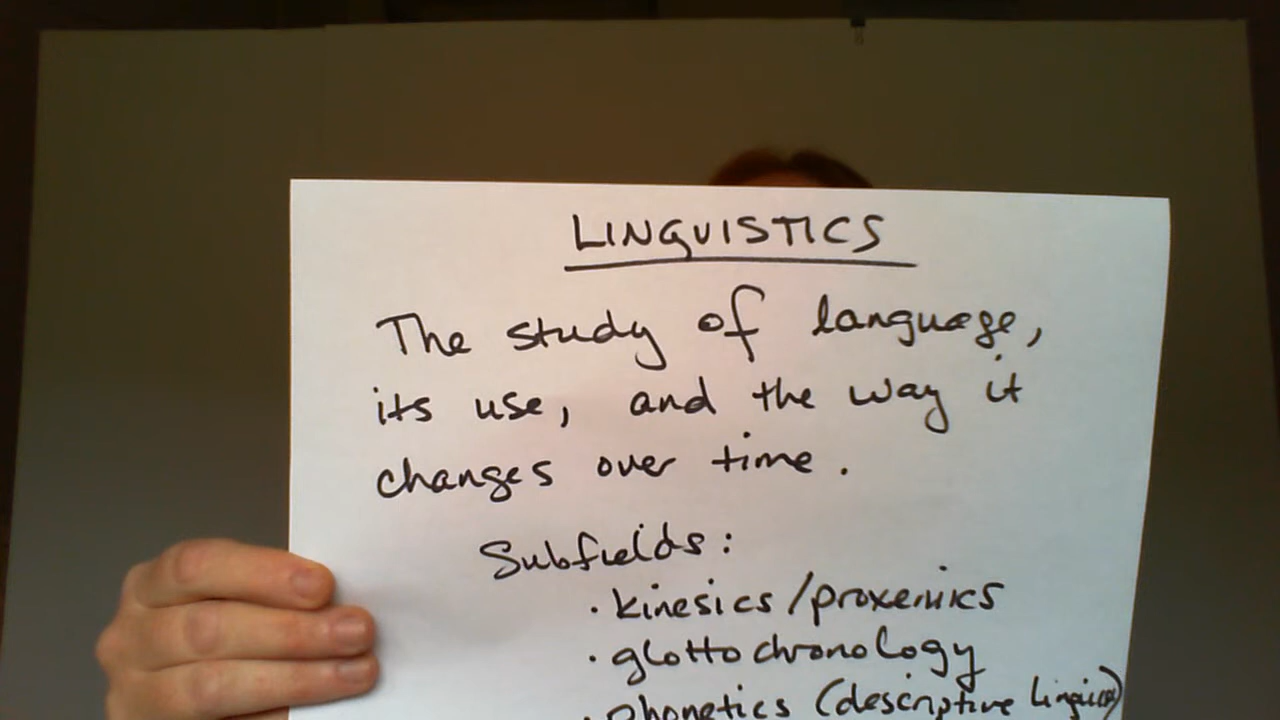 LINGUISTICS
The study of language,
its use, and the way it
changes over time.
Subfields:
· kinesics/proxemics
· glottochronology
· phonetics (descriptive